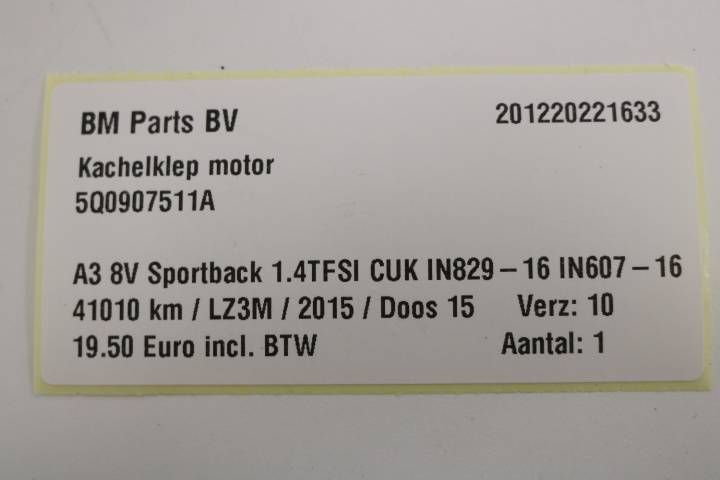 BM Parts BV 201220221633
Kachelklep motor
5Q0907511A
A3 8V Sportback 1.4TFSI CUK IN829 – 16 IN607 – 16
41010 km / LZ3M / 2015 / Doos 15 Verz: 10
19.50 Euro incl. BTW Aantal: 1